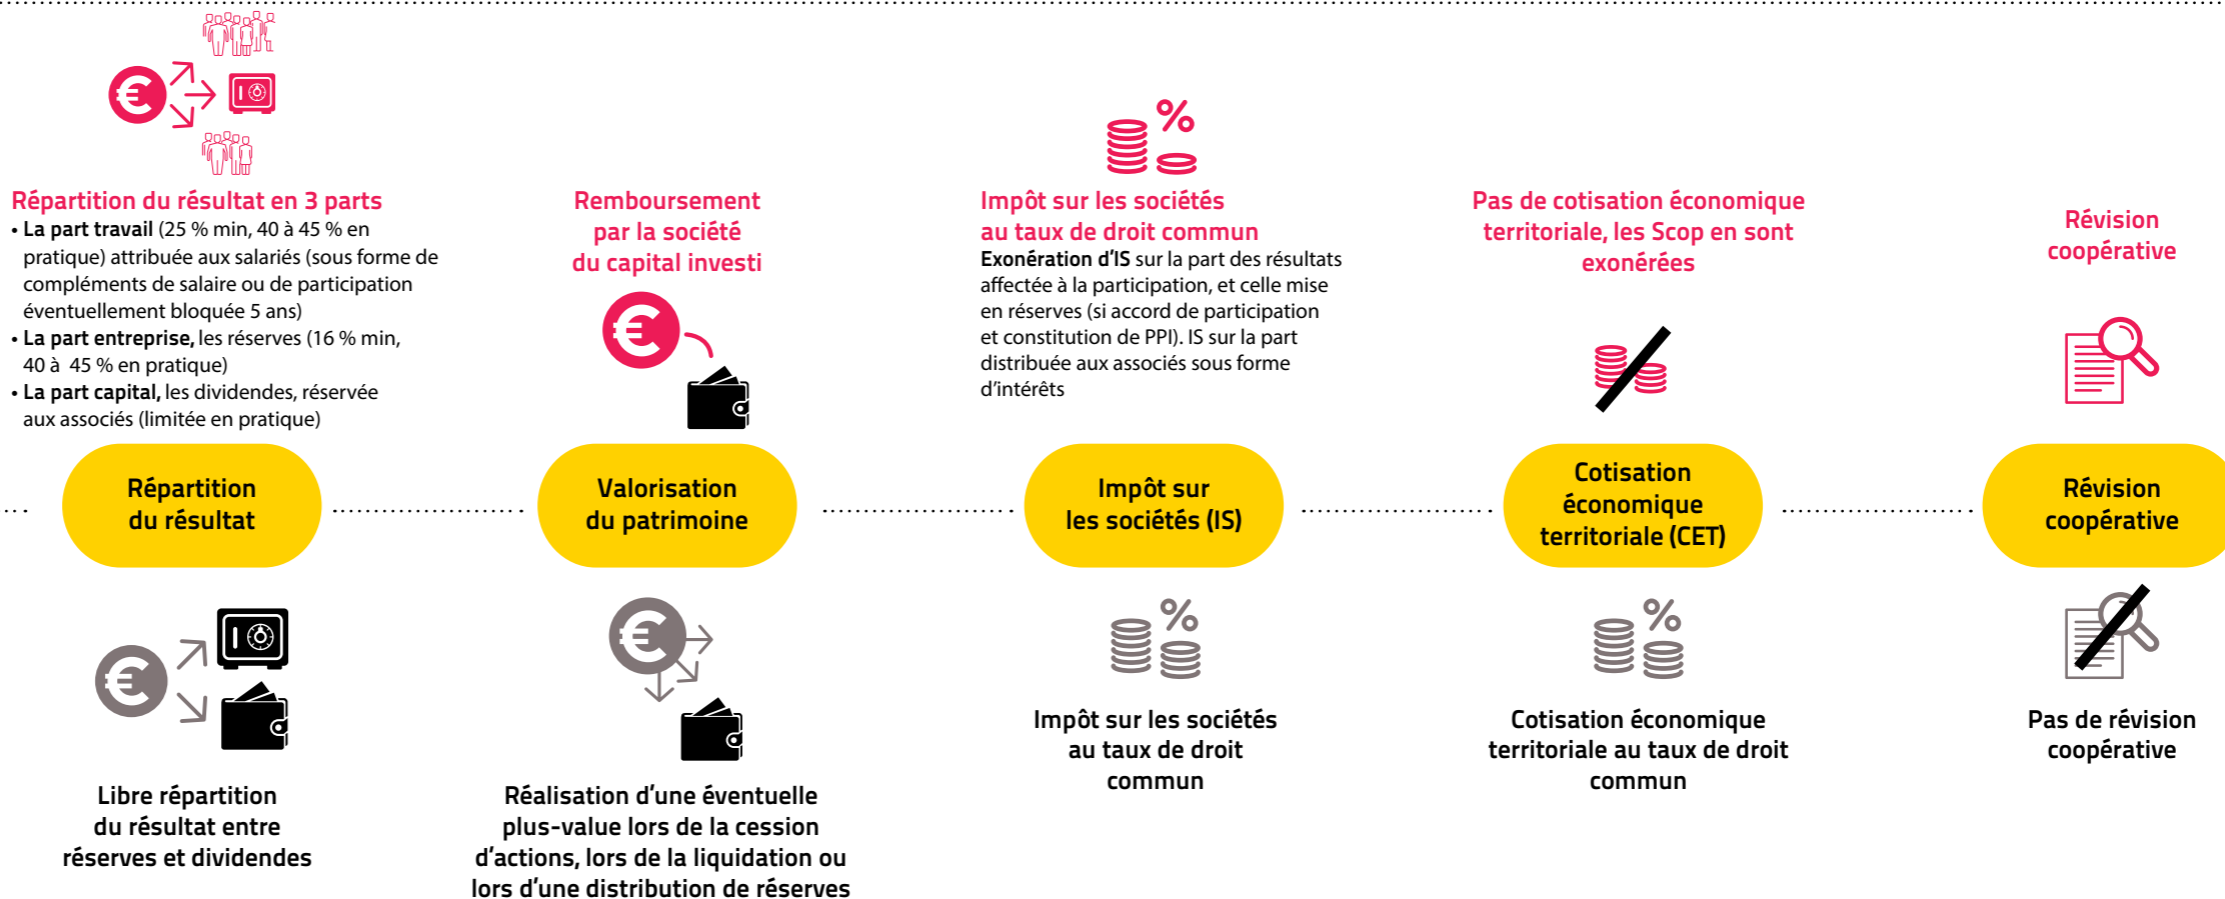 Répartition du résultat en 3 parts
• La part travail (25 % min, 40 à 45 % en
pratique) attribuée aux salariés (sous forme de
compléments de salaire ou de participation
éventuellement bloquée 5 ans)
• La part entreprise, les réserves (16 % min,
40 à 45 % en pratique)
• La part capital, les dividendes, réservée
aux associés (limitée en pratique)
Remboursement
par la société
du capital investi
%
Impôt sur les sociétés
au taux de droit commun
Exonération d'IS sur la part des résultats
affectée à la participation, et celle mise
en réserves (si accord de participation
et constitution de PPI). IS sur la part
distribuée aux associés sous forme
d'intérêts
Pas de cotisation économique
territoriale, les Scop en sont
exonérées
Révision
coopérative
Répartition
du résultat
Valorisation
du patrimoine
Impôt sur
les sociétés (IS)
Cotisation
économique
territoriale (CET)
Révision
coopérative
Libre répartition
du résultat entre
réserves et dividendes
Réalisation d'une éventuelle
plus-value lors de la cession
d'actions, lors de la liquidation ou
lors d'une distribution de réserves
%
Impôt sur les sociétés
au taux de droit
commun
%
Cotisation économique
territoriale au taux de droit
commun
Pas de révision
coopérative